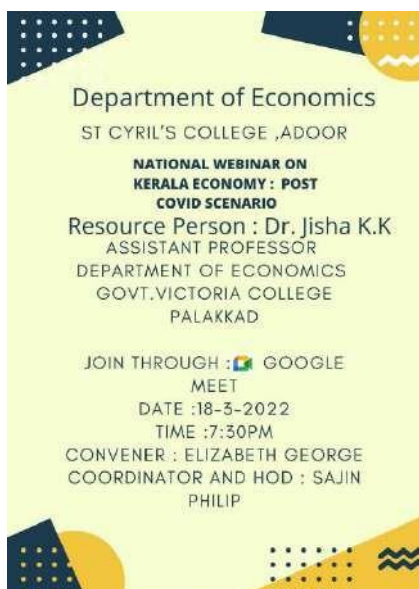 Department of Economics
ST CYRIL'S COLLEGE ,ADOOR
NATIONAL WEBINAR ON
KERALA ECONOMY : POST
COVID SCENARIO
Resource Person : Dr. Jisha K.K
ASSISTANT PROFESSOR
DEPARTMENT OF ECONOMICS
GOVT.VICTORIA COLLEGE
PALAKKAD
JOIN THROUGH : GOOGLE
MEET
DATE :18-3-2022
TIME :7:30PM
CONVENER : ELIZABETH GEORGE
COORDINATOR AND HOD : SAJIN
PHILIP